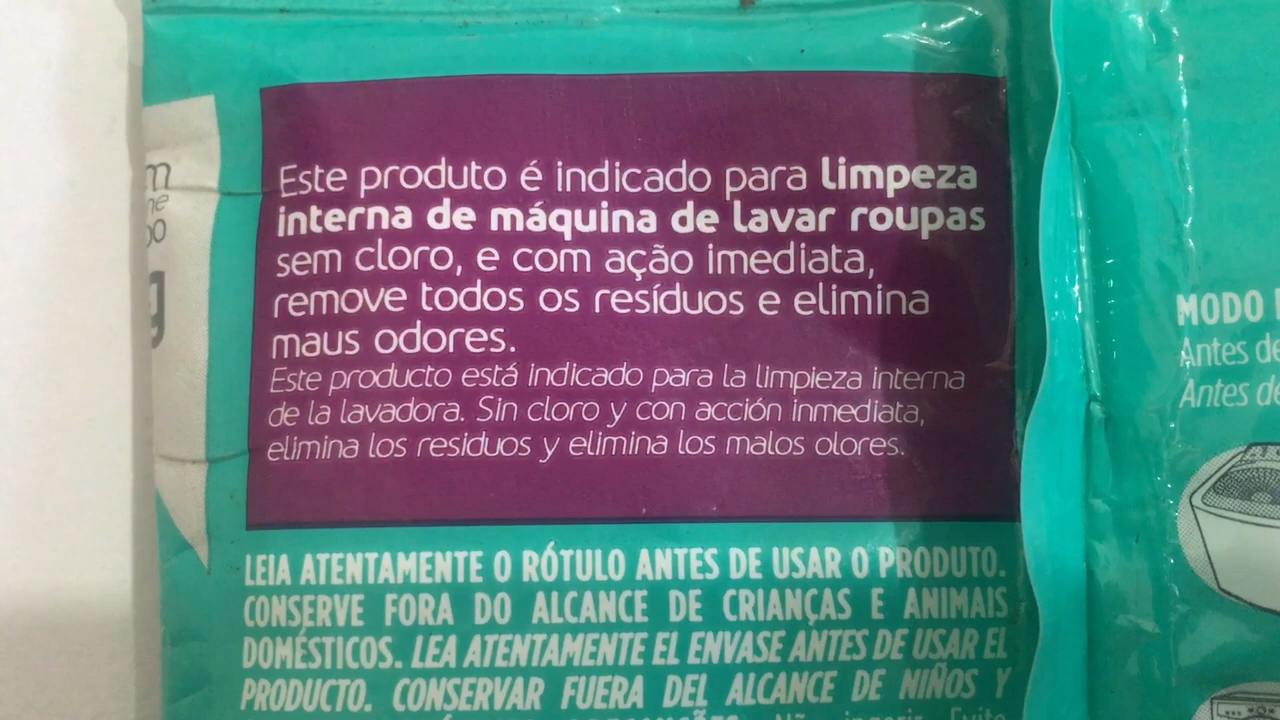 Este produto é indicado para limpeza
interna de máquina de lavar roupas
sem cloro, e com ação imediata,
remove todos os resíduos e elimina
maus odores.
Este producto está indicado para la limpieza interna
de la lavadora. Sin cloro y con acción inmediata,
elimina los residuos y elimina los malos olores.
LEIA ATENTAMENTE O RÓTULO ANTES DE USAR O PRODUTO.
CONSERVE FORA DO ALCANCE DE CRIANÇAS E ANIMAIS
DOMÉSTICOS. LEA ATENTAMENTE EL ENVASE ANTES DE USAR EL
PRODUCTO. CONSERVAR FUERA DEL ALCANCE DE NIÑOS Y
MODO
Antes de
Antes de